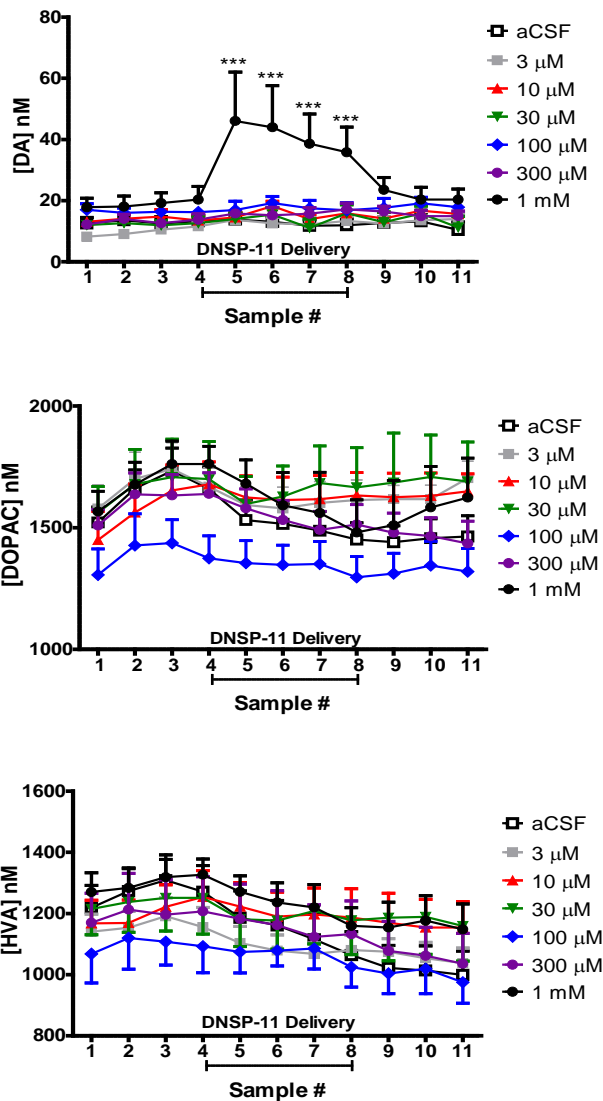 80
60
40
20
0
[DA] nM
***
***
***
***
DNSP-11 Delivery
1 2 3 4 5 6 7 8 9 10 11
Sample #
aCSF
3 μM
10 μM
30 μM
100 μM
300 μM
1 mM
2000
1500
1000
[DOPAC] nM
DNSP-11 Delivery
1 2 3 4 5 6 7 8 9 10 11
Sample #
aCSF
3 μM
10 μM
30 μM
100 μM
300 μM
1 mM
1600
1400
1200
1000
800
[HVA] nM
DNSP-11 Delivery
1 2 3 4 5 6 7 8 9 10 11
Sample #
aCSF
3 μM
10 μM
30 μM
100 μM
300 μM
1 mM